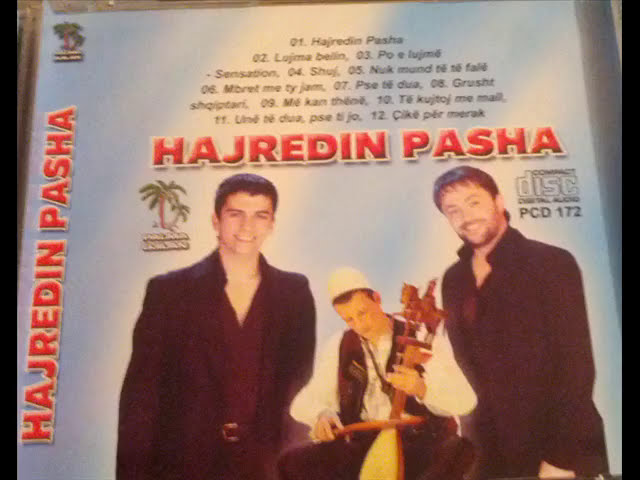 01. Hajredin Pasha
02. Lujma belin, 03. Po e lujmë
- Sensation, 04. Shuj, 05. Nuk mund të të falë
06. Mbret me ty jam, 07. Pse të dua, 08. Grusht
shqiptari, 09. Më kan thënë, 10. Të kujtoj me mall,
11. Unë të dua, pse ti jo, 12. Çikë për merak
HAJREDIN PASHA
HAJREDIN PASHA
COMPACT
disc
DIGITAL AUDIO
PCD 172